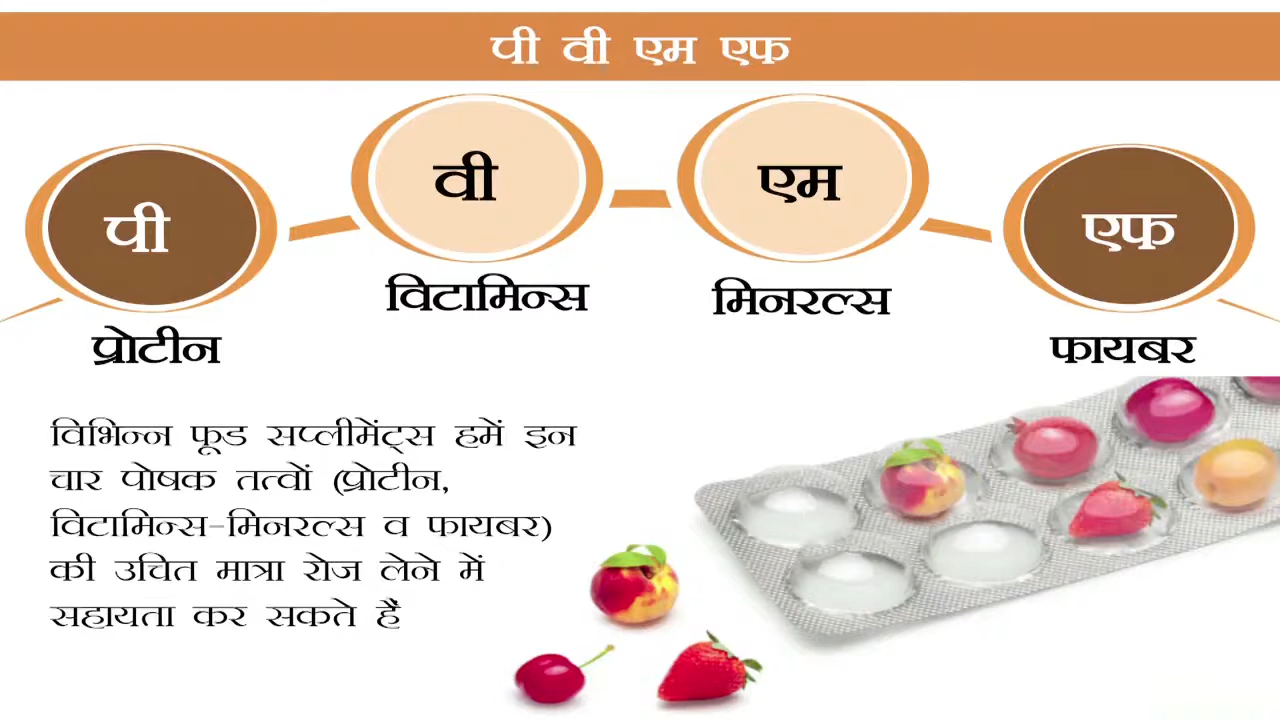 पी वी एम एफ
पी
वी
एम
एफ
प्रोटीन
विटामिन्स
मिनरल्स
फायबर
विभिन्न फूड सप्लीमेंट्स हमें इन
चार पोषक तत्वों (प्रोटीन,
विटामिन्स-मिनरल्स व फायबर)
की उचित मात्रा रोज लेने में
सहायता कर सकते हैं